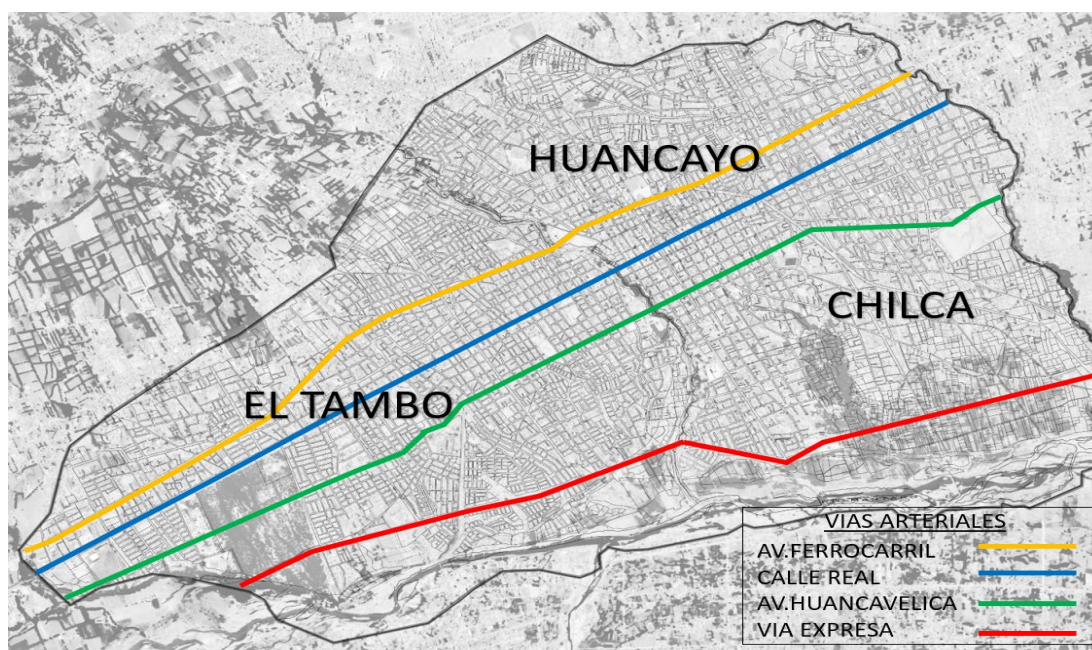 HUANCAYO
CHILCA
EL TAMBO
VIAS ARTERIALES
AV.FERROCARRIL
CALLE REAL
AV.HUANCAVELICA
VIA EXPRESA